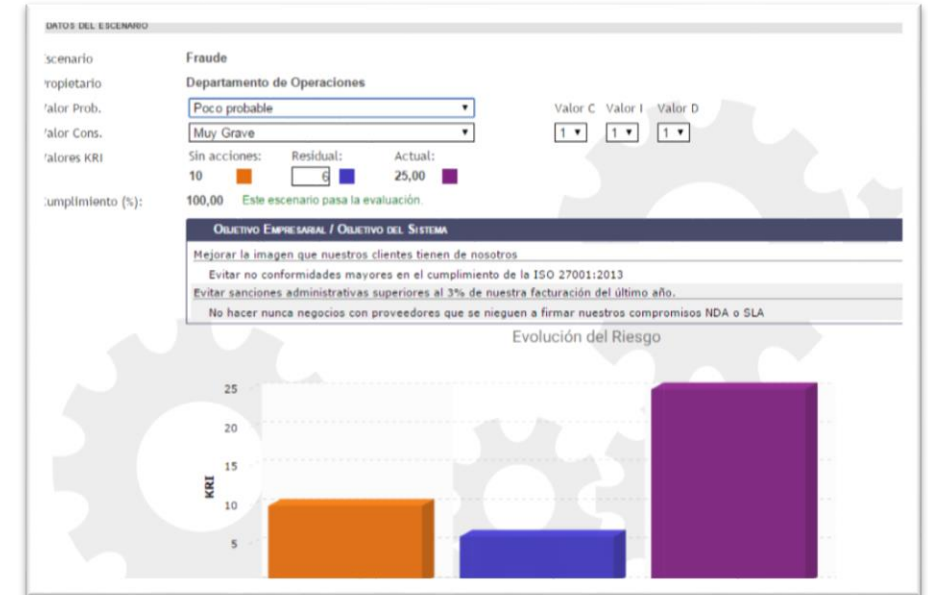 DATOS DEL ESCENARIO
scenario Fraude
ropietario Departamento de Operaciones
alor Prob. Poco probable Valor C Valor I Valor D
alor Cons. Muy Grave 1 1 1
alores KRI Sin acciones: Residual: Actual:
10 6 25,00
umplimiento (%): 100,00 Este escenario pasa la evaluación.
OBJETIVO EMPRESARIAL / OBJETIVO DEL SISTEMA
Mejorar la imagen que nuestros clientes tienen de nosotros
Evitar no conformidades mayores en el cumplimiento de la ISO 27001:2013
Evitar sanciones administrativas superiores al 3% de nuestra facturación del último año.
No hacer nunca negocios con proveedores que se nieguen a firmar nuestros compromisos NDA o SLA
Evolución del Riesgo
25
20
15
KRI
10
5